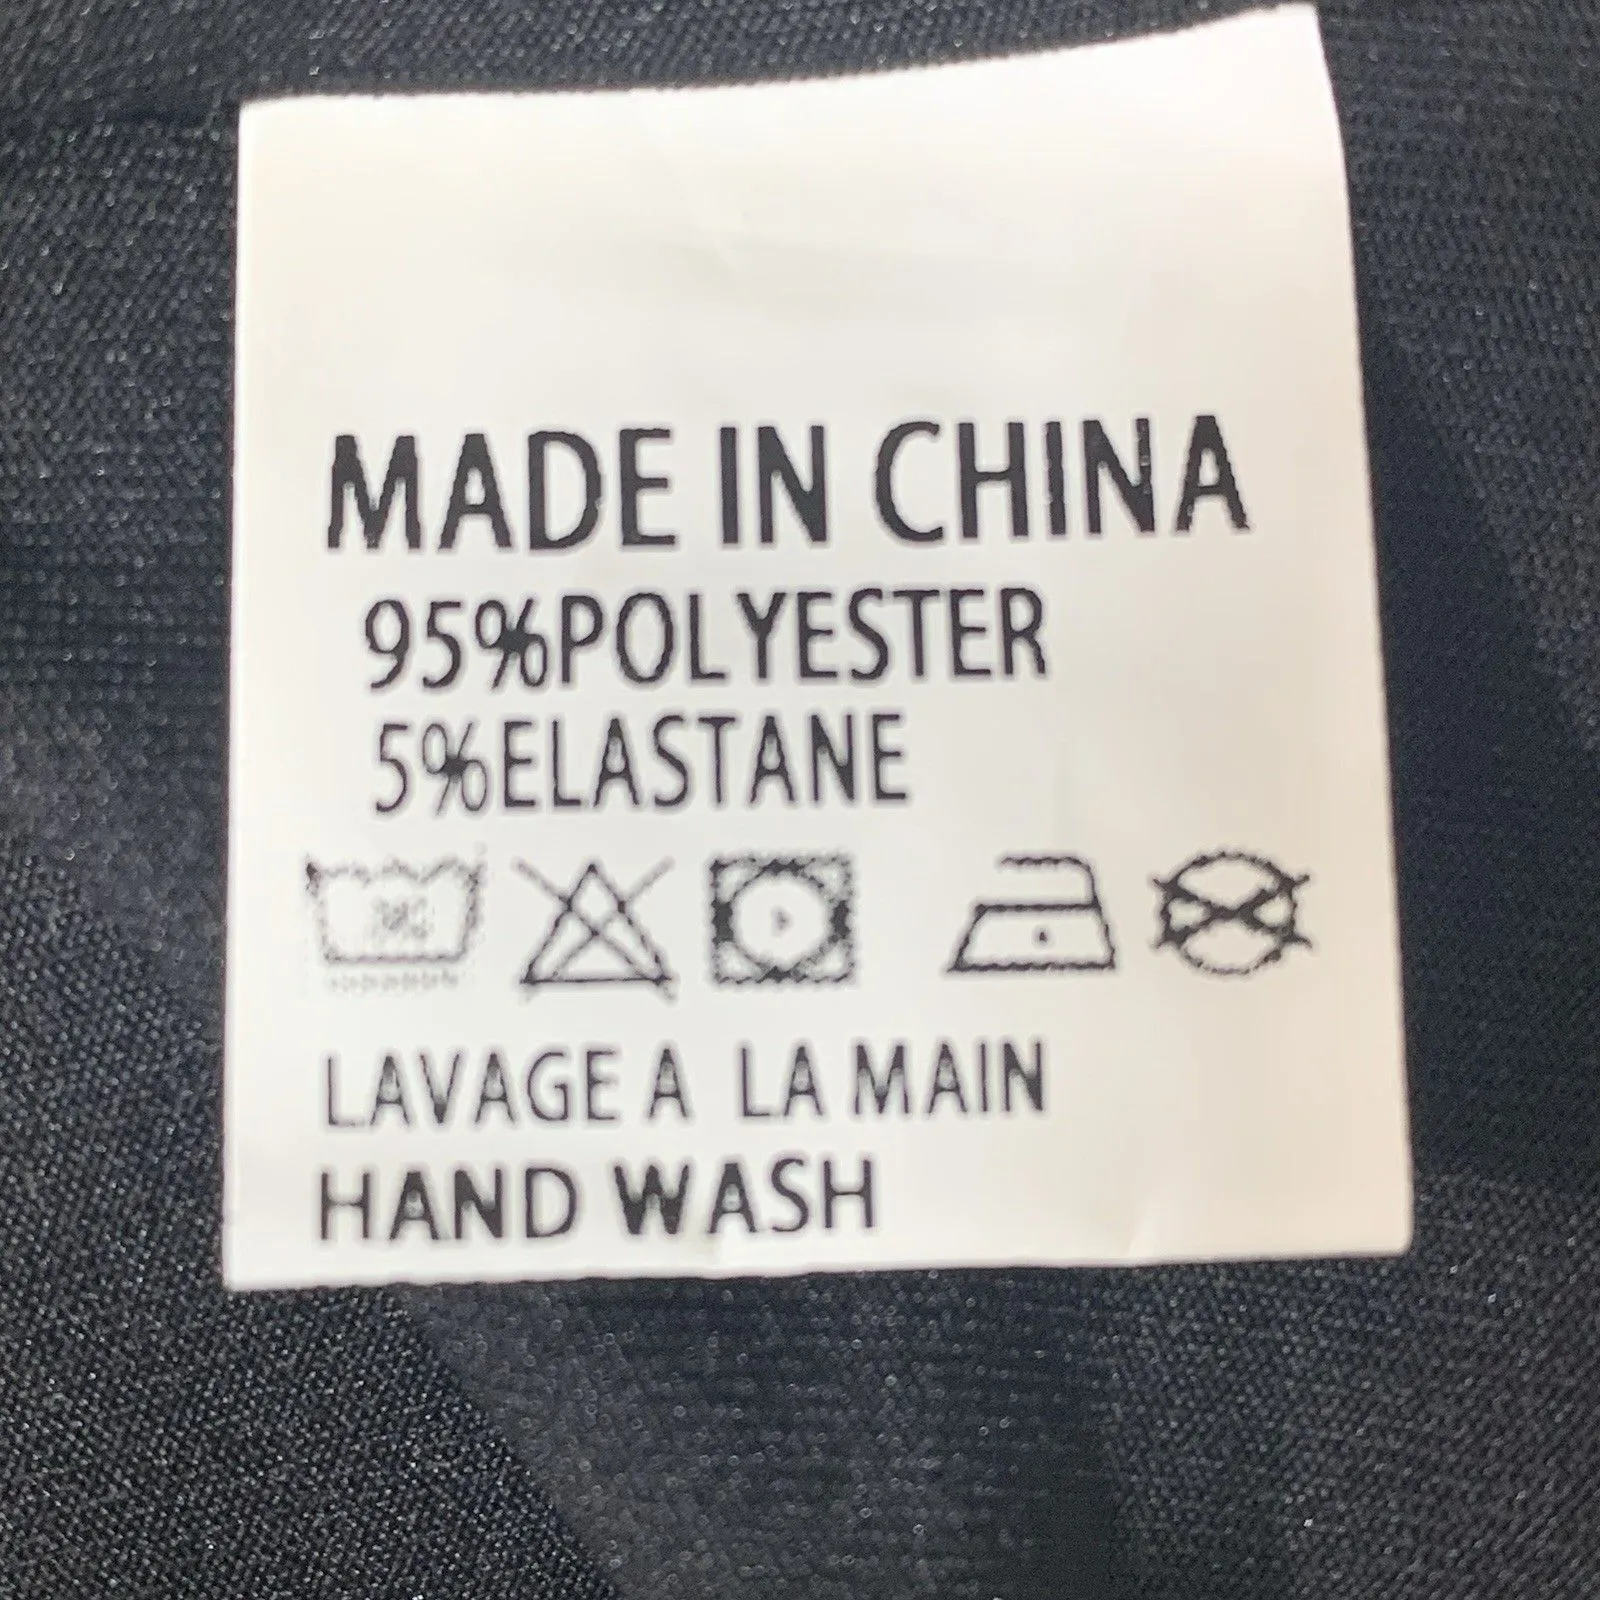 MADE IN CHINA
95%POLYESTER
5%ELASTANE
LAVAGE A LA MAIN
HAND WASH